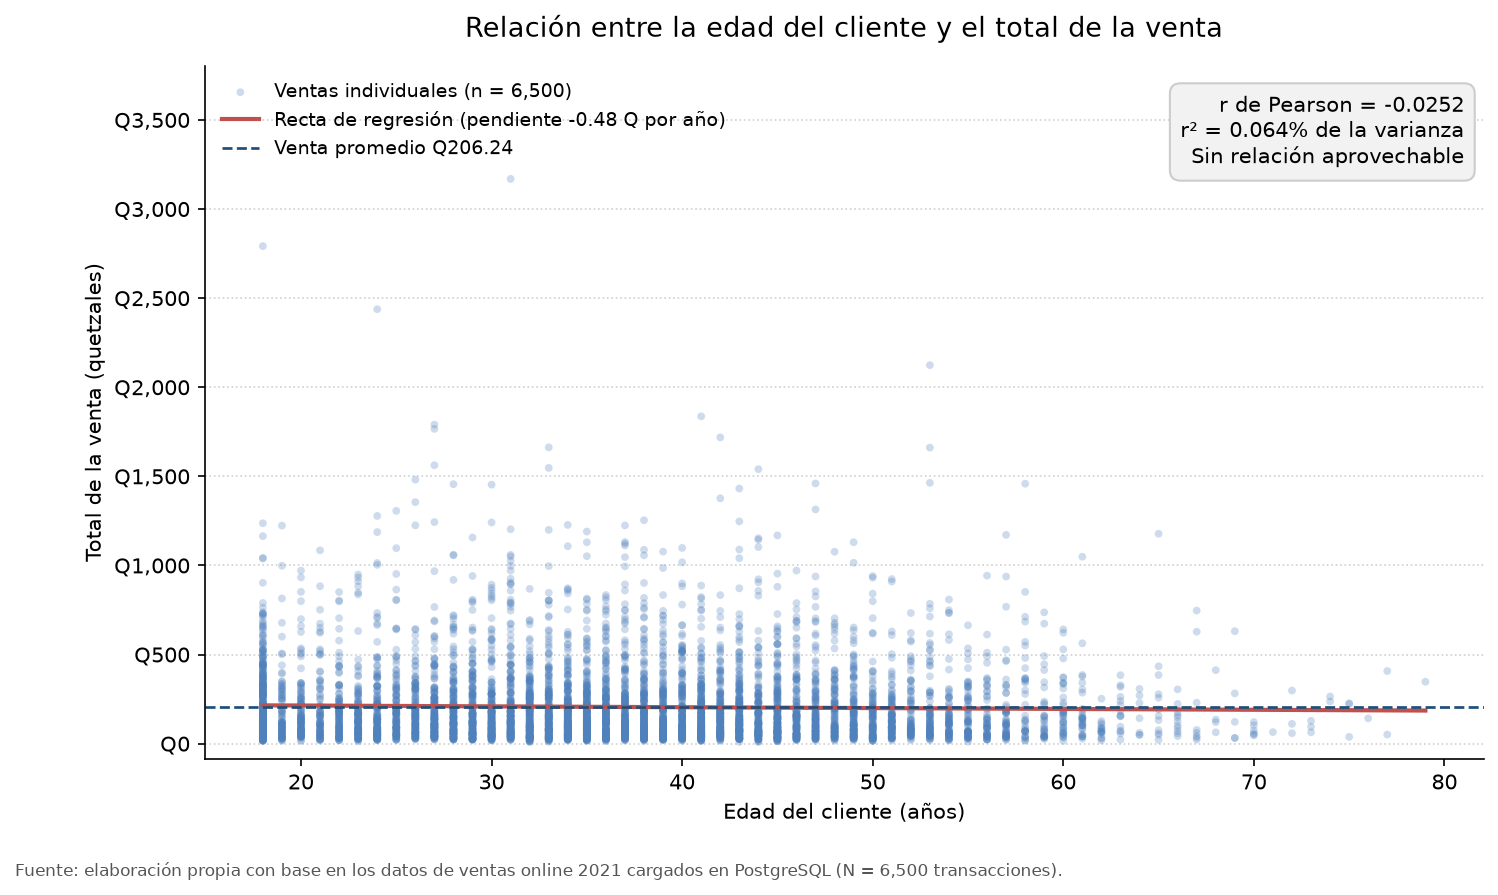 Relación entre la edad del cliente y el total de la venta
Ventas individuales (n = 6,500)
Recta de regresión (pendiente -0.48 Q por año)
Venta promedio Q206.24
r de Pearson = -0.0252
r² = 0.064% de la varianza
Sin relación aprovechable
Total de la venta (quetzales)
Q3,500
Q3,000
Q2,500
Q2,000
Q1,500
Q1,000
Q500
Q0
20 30 40 50 60 70 80
Edad del cliente (años)
Fuente: elaboración propia con base en los datos de ventas online 2021 cargados en PostgreSQL (N = 6,500 transacciones).